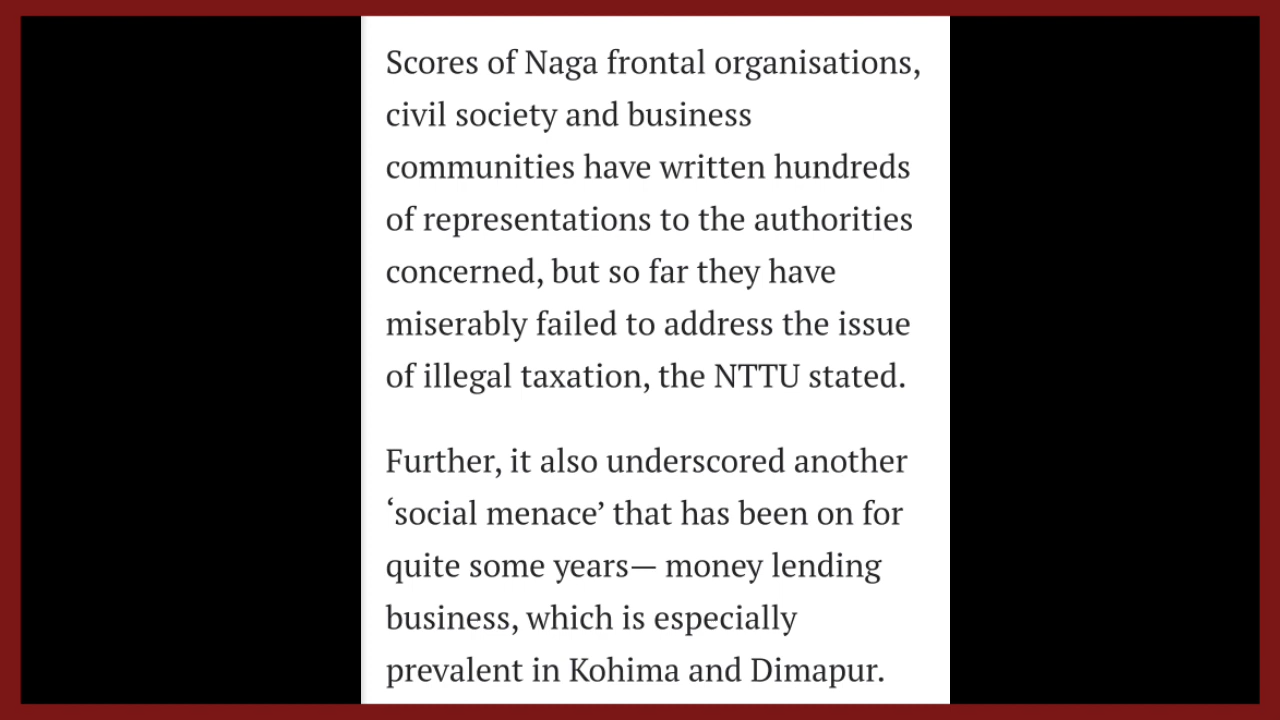 Scores of Naga frontal organisations,
civil society and business
communities have written hundreds
of representations to the authorities
concerned, but so far they have
miserably failed to address the issue
of illegal taxation, the NTTU stated.
Further, it also underscored another
‘social menace’ that has been on for
quite some years— money lending
business, which is especially
prevalent in Kohima and Dimapur.